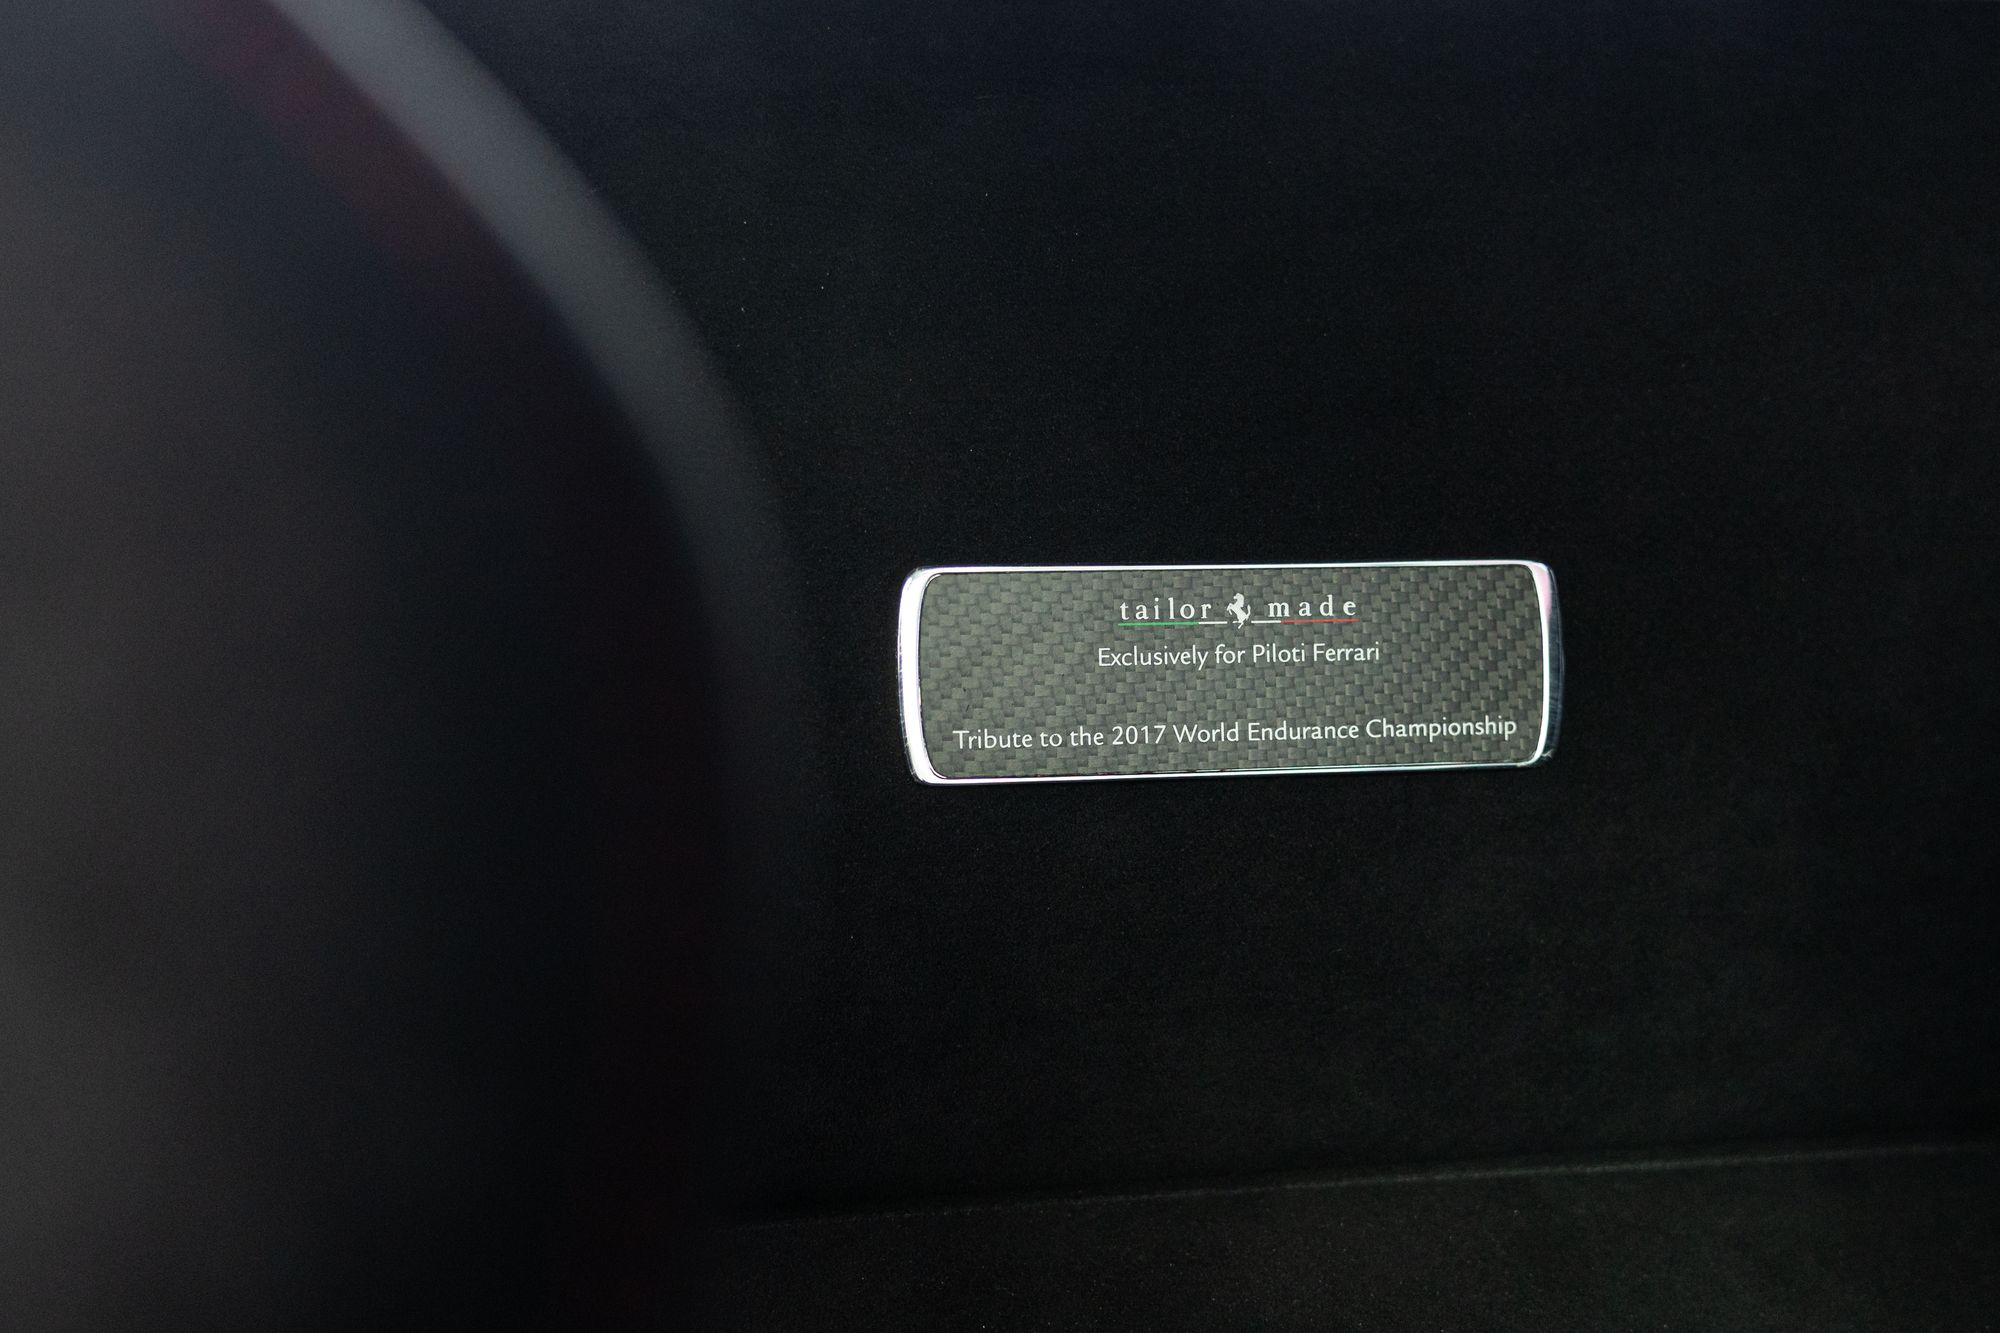 tailor made
Exclusively for Piloti Ferrari
Tribute to the 2017 World Endurance Championship